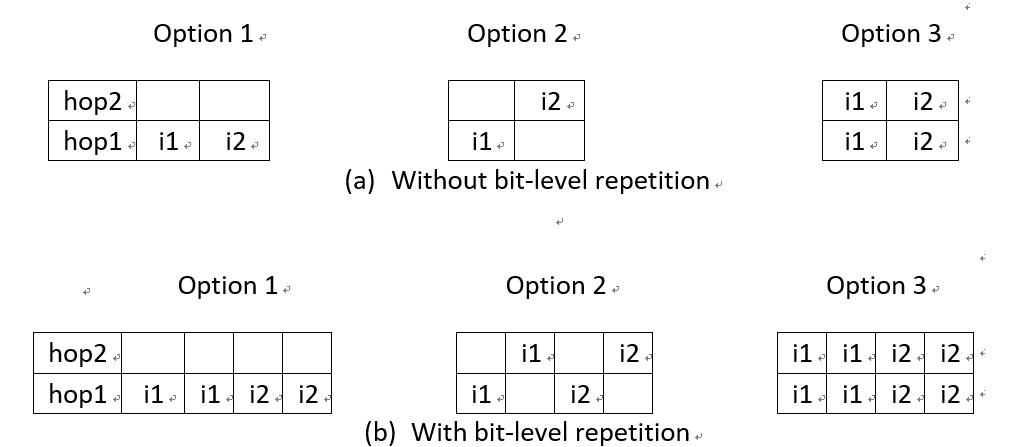 Option 1 Option 2 Option 3
hop2 i2 i1 i2
hop1 i1 i2 i1 i1 i2
(a) Without bit-level repetition
Option 1 Option 2 Option 3
hop2 i1 i2 i1 i1 i2 i2
hop1 i1 i1 i2 i2 i1 i2 i1 i1 i2 i2
(b) With bit-level repetition